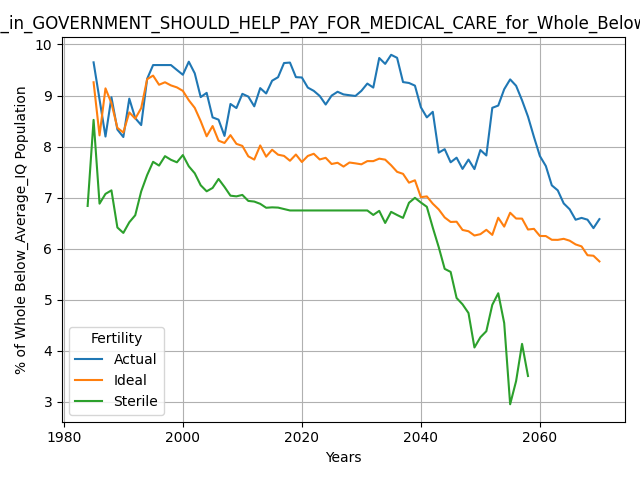 _in_GOVERNMENT_SHOULD_HELP_PAY_FOR_MEDICAL_CARE_for_Whole_Below
% of Whole Below_Average_IQ Population
10
9
8
7
6
5
4
3
Fertility
Actual
Ideal
Sterile
1980
2000
2020
2040
2060
Years